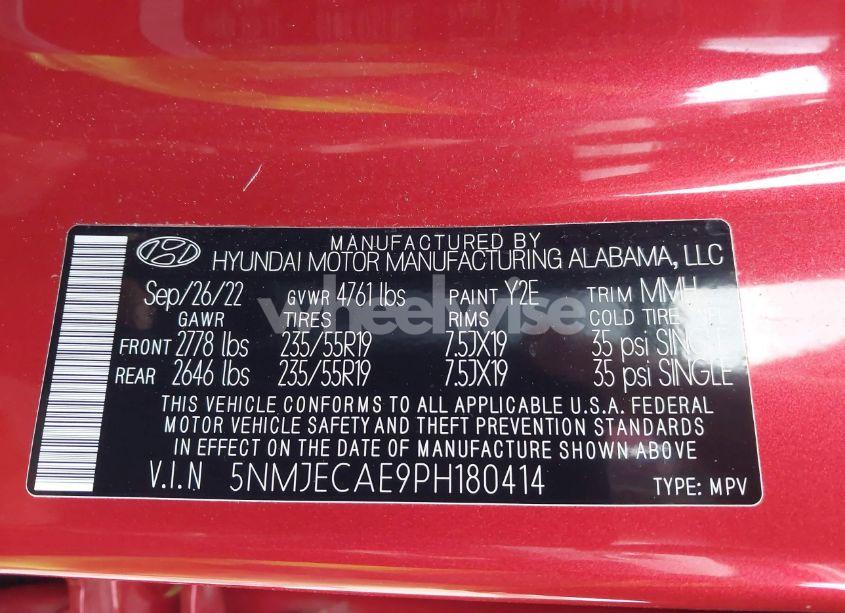 MANUFACTURED BY
HYUNDAI MOTOR MANUFACTURING ALABAMA, LLC
Sep/26/22 GVWR 4761 lbs PAINT Y2E TRIM MMH
GAWR TIRES RIMS COLD TIRE INFL
FRONT 2778 lbs 235/55R19 7.5JX19 35 psi SINGLE
REAR 2646 lbs 235/55R19 7.5JX19 35 psi SINGLE
THIS VEHICLE CONFORMS TO ALL APPLICABLE U.S.A. FEDERAL
MOTOR VEHICLE SAFETY AND THEFT PREVENTION STANDARDS
IN EFFECT ON THE DATE OF MANUFACTURE SHOWN ABOVE
V.I.N 5NMJECAE9PH180414 TYPE: MPV
wheelwise